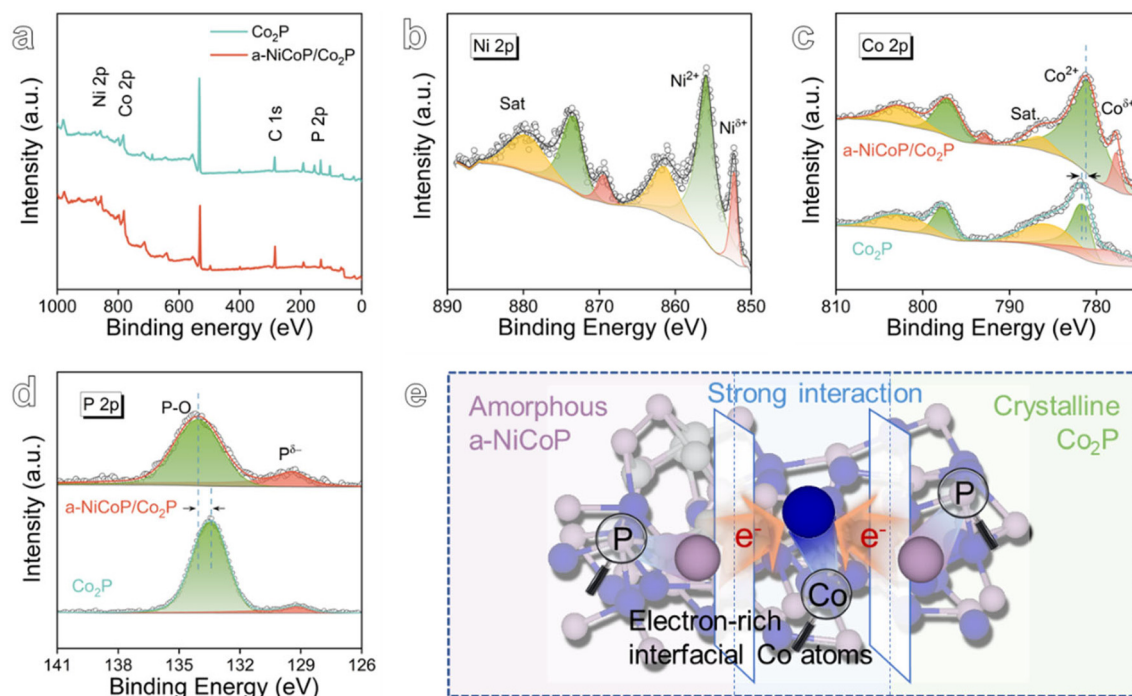 a
Co₂P
a-NiCoP/Co₂P
Ni 2p
Co 2p
C 1s
P 2p
Intensity (a.u.)
1000 800 600 400 200 0
Binding energy (eV)
b
Ni 2p
Sat
Ni²⁺
Niᵟ⁺
Intensity (a.u.)
890 880 870 860 850
Binding Energy (eV)
c
Co 2p
Co²⁺
Sat.
Coᵟ⁺
a-NiCoP/Co₂P
Co₂P
Intensity (a.u.)
810 800 790 780
Binding Energy (eV)
d
P 2p
P-O
Pᵟ⁻
a-NiCoP/Co₂P
Co₂P
Intensity (a.u.)
141 138 135 132 129 126
Binding Energy (eV)
e
Amorphous
a-NiCoP
Strong interaction
Crystalline
Co₂P
P
e⁻
e⁻
P
Co
Electron-rich
interfacial Co atoms